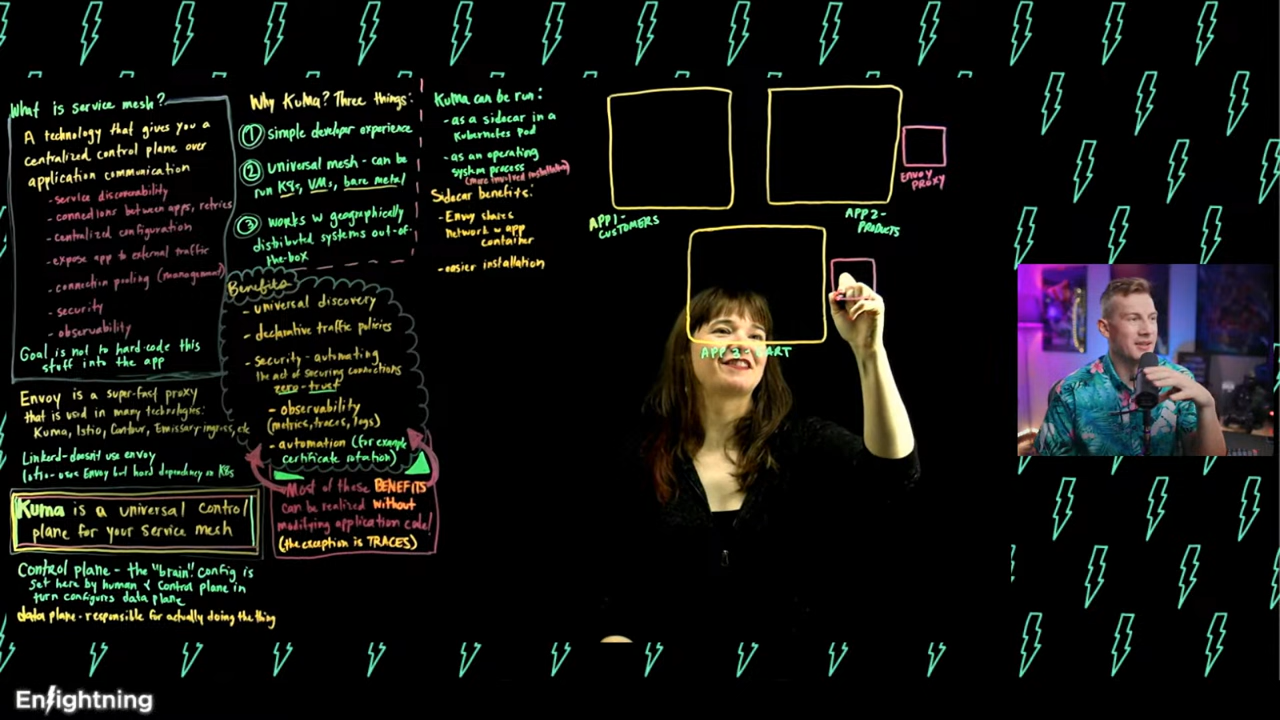 What is service mesh?
A technology that gives you a
centralized control plane over
application communication
- service discoverability
- connections between apps, retries
- centralized configuration
- expose app to external traffic
- connection pooling (management)
- security
- observability
Goal is not to hard-code this
stuff into the app
Envoy is a super-fast proxy
that is used in many technologies:
Kuma, Istio, Contour, Emissary-ingress, etc
Linkerd - doesn't use envoy
Istio - uses Envoy but hard dependency on K8s
Kuma is a universal control
plane for your service mesh
Control plane - the "brain". config is
set here by human & control plane in
turn configures data plane
data plane - responsible for actually doing the thing
Why Kuma? Three things:
1 simple developer experience
2 universal mesh - can be
run K8s, VMs, bare metal
3 works w geographically
distributed systems out-of-
the-box
Benefits
- universal discovery
- declarative traffic policies
- security - automating
the act of securing connections
zero-trust
- observability
(metrics, traces, logs)
- automation (for example
certificate rotation)
Most of these BENEFITS
can be realized without
modifying application code!
(the exception is TRACES)
Kuma can be run:
- as a sidecar in a
Kubernetes pod
- as an operating
system process
(more involved installation)
Sidecar benefits:
- Envoy shares
Network w app
container
- easier installation
APP 1 -
CUSTOMERS
APP 2 -
PRODUCTS
ENVOY
PROXY
APP 3 - CART
Enlightning